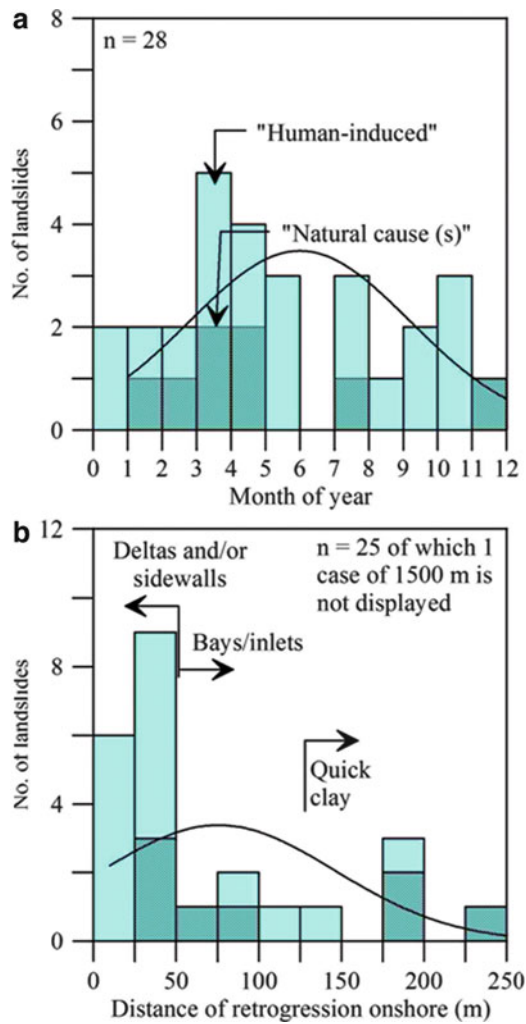 a
8
n = 28
6
"Human-induced"
4
"Natural cause (s)"
2
0
No. of landslides
0 1 2 3 4 5 6 7 8 9 10 11 12
Month of year
b
12
Deltas and/or
sidewalls
n = 25 of which 1
case of 1500 m is
not displayed
Bays/inlets
8
Quick
clay
4
0
No. of landslides
0 50 100 150 200 250
Distance of retrogression onshore (m)